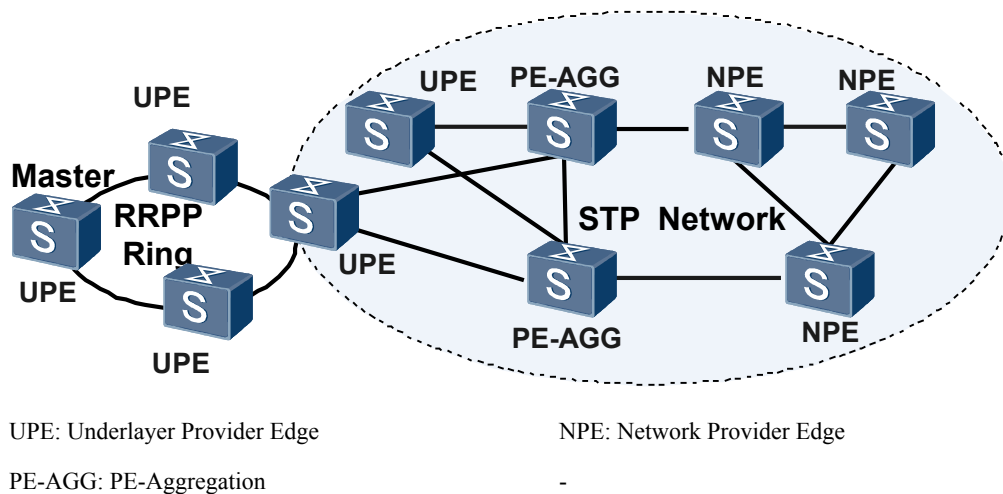 UPE
PE-AGG
NPE
NPE
UPE
S
S
S
S
Master
S
RRPP
Ring
S
S
STP Network
UPE
UPE
S
S
S
UPE
PE-AGG
NPE
UPE: Underlayer Provider Edge
NPE: Network Provider Edge
PE-AGG: PE-Aggregation
-